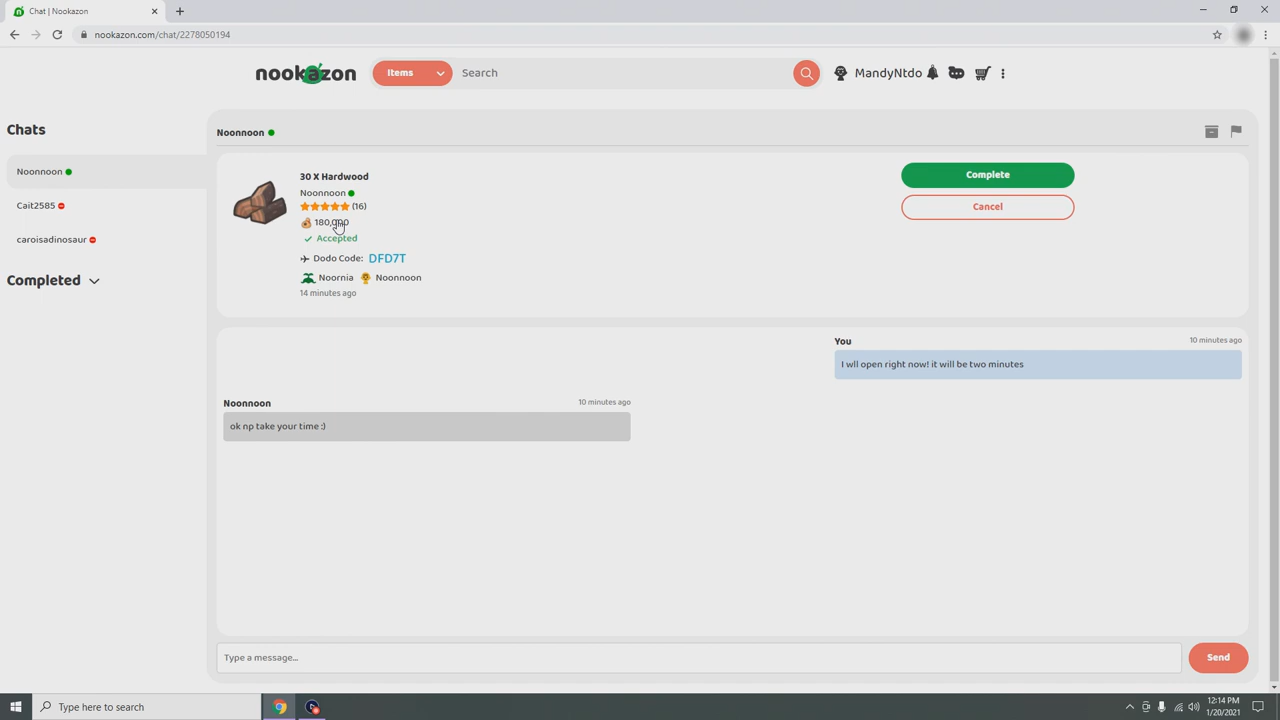 Chat | Nookazon
nookazon.com/chat/2278050194
nookazon
Items
Search
MandyNtdo
Chats
Noonnoon
Cait2585
caroisadinosaur
Completed
Noonnoon
30 X Hardwood
Noonnoon
(16)
180,000
Accepted
Dodo Code: DFD7T
Noornia Noonnoon
14 minutes ago
Complete
Cancel
You 10 minutes ago
I wll open right now! it will be two minutes
Noonnoon 10 minutes ago
ok np take your time :)
Type a message...
Send
Type here to search
12:14 PM
1/20/2021